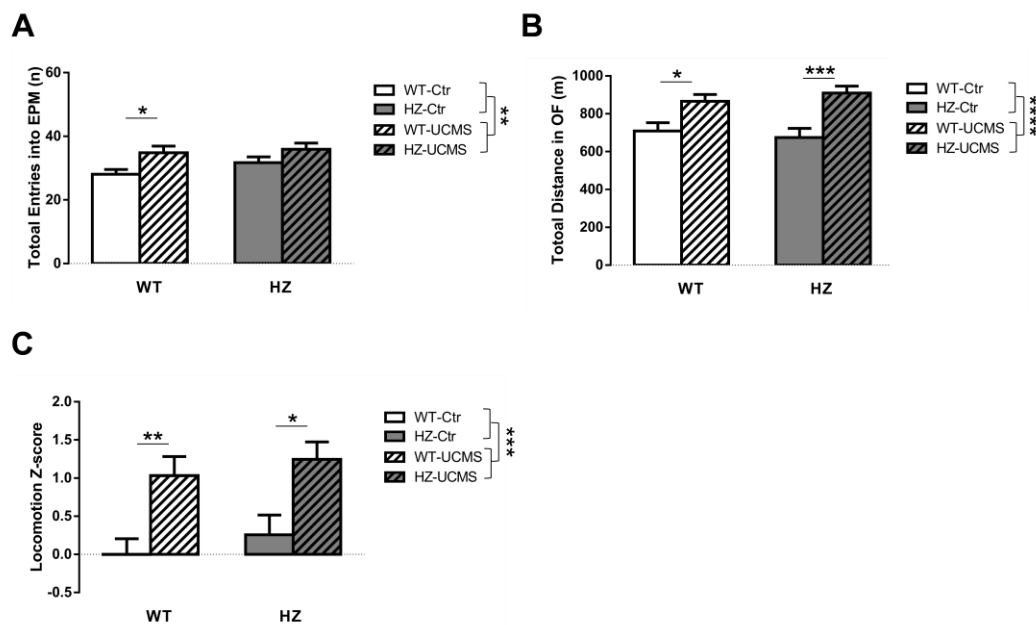 A
Totoal Entries into EPM (n)
60
40
20
0
*
WT
HZ
WT-Ctr
HZ-Ctr
WT-UCMS
HZ-UCMS
**
B
Totoal Distance in OF (m)
1000
800
600
400
200
0
*
***
WT
HZ
WT-Ctr
HZ-Ctr
WT-UCMS
HZ-UCMS
****
C
Locomotion Z-score
2.0
1.5
1.0
0.5
0.0
-0.5
**
*
WT
HZ
WT-Ctr
HZ-Ctr
WT-UCMS
HZ-UCMS
***